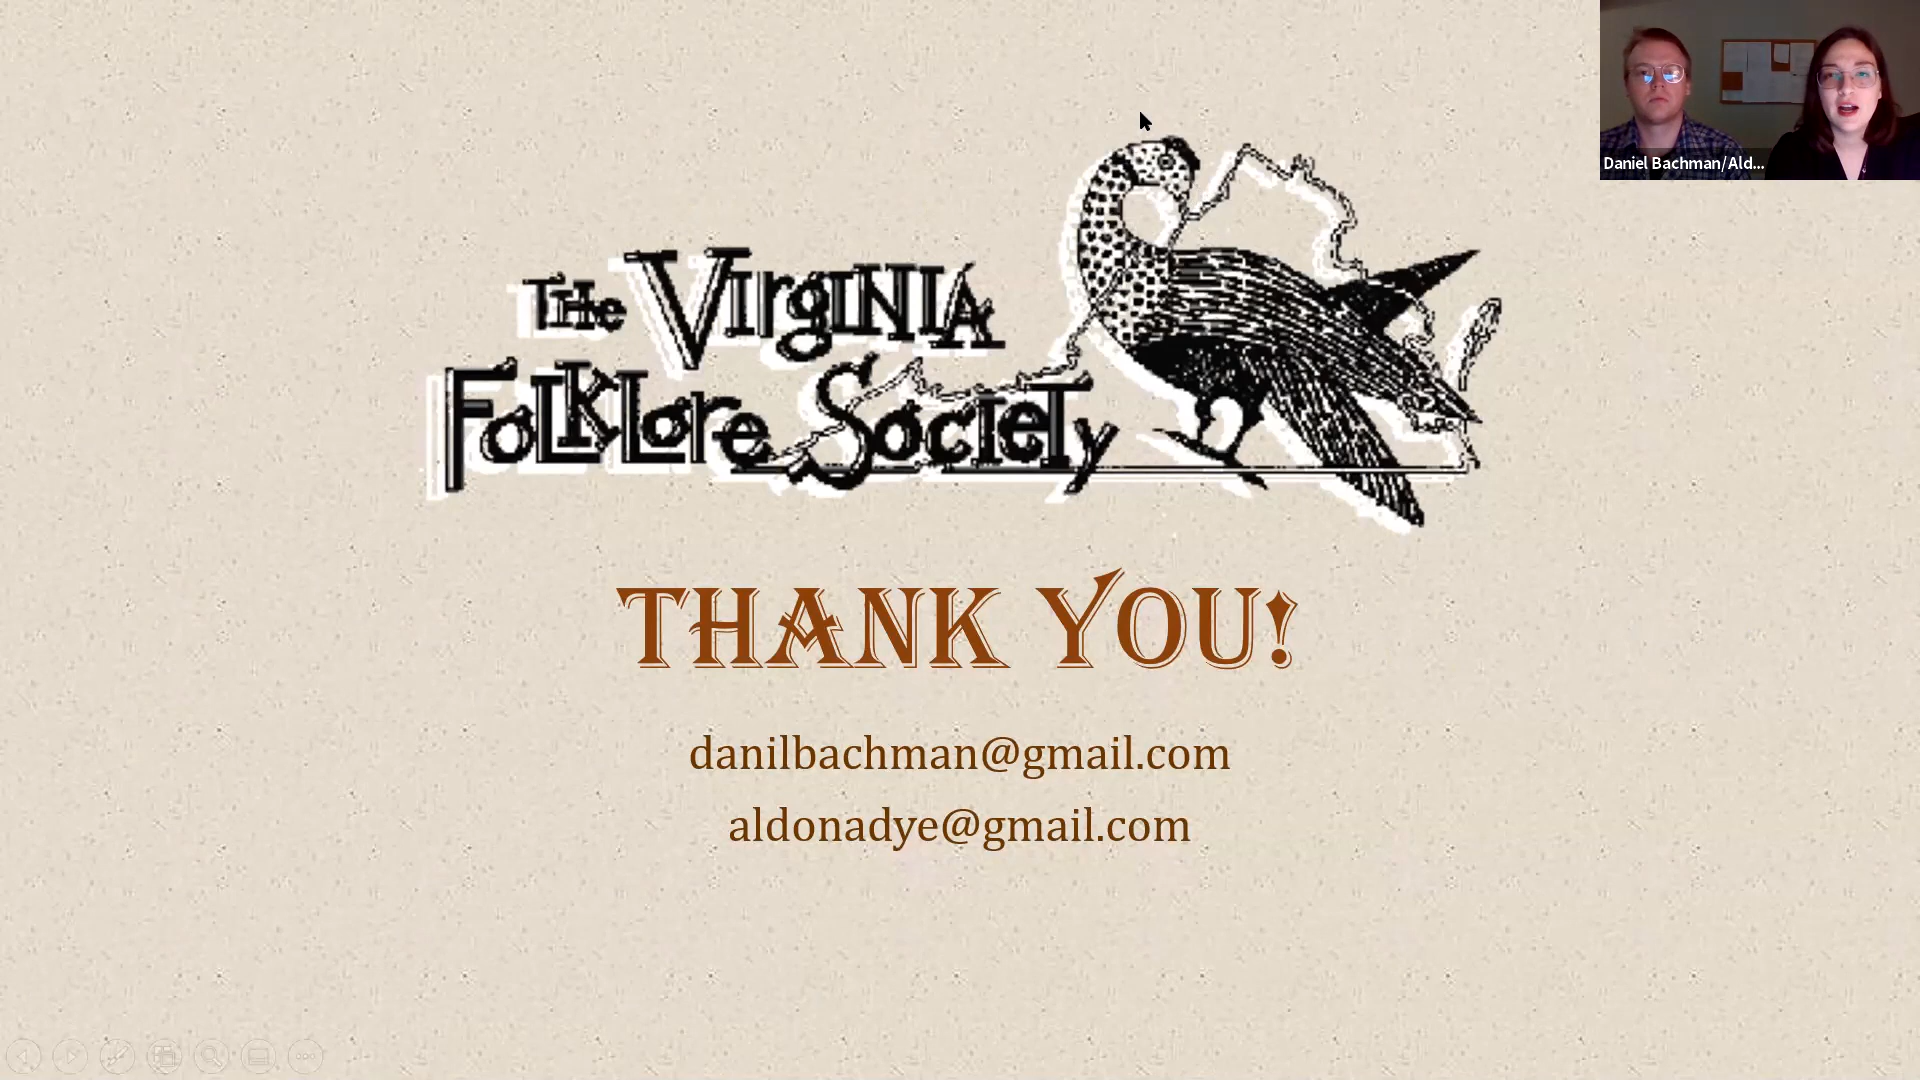 The Virginia
Folklore Society
THANK YOU!
danilbachman@gmail.com
aldonadye@gmail.com
Daniel Bachman/Ald...